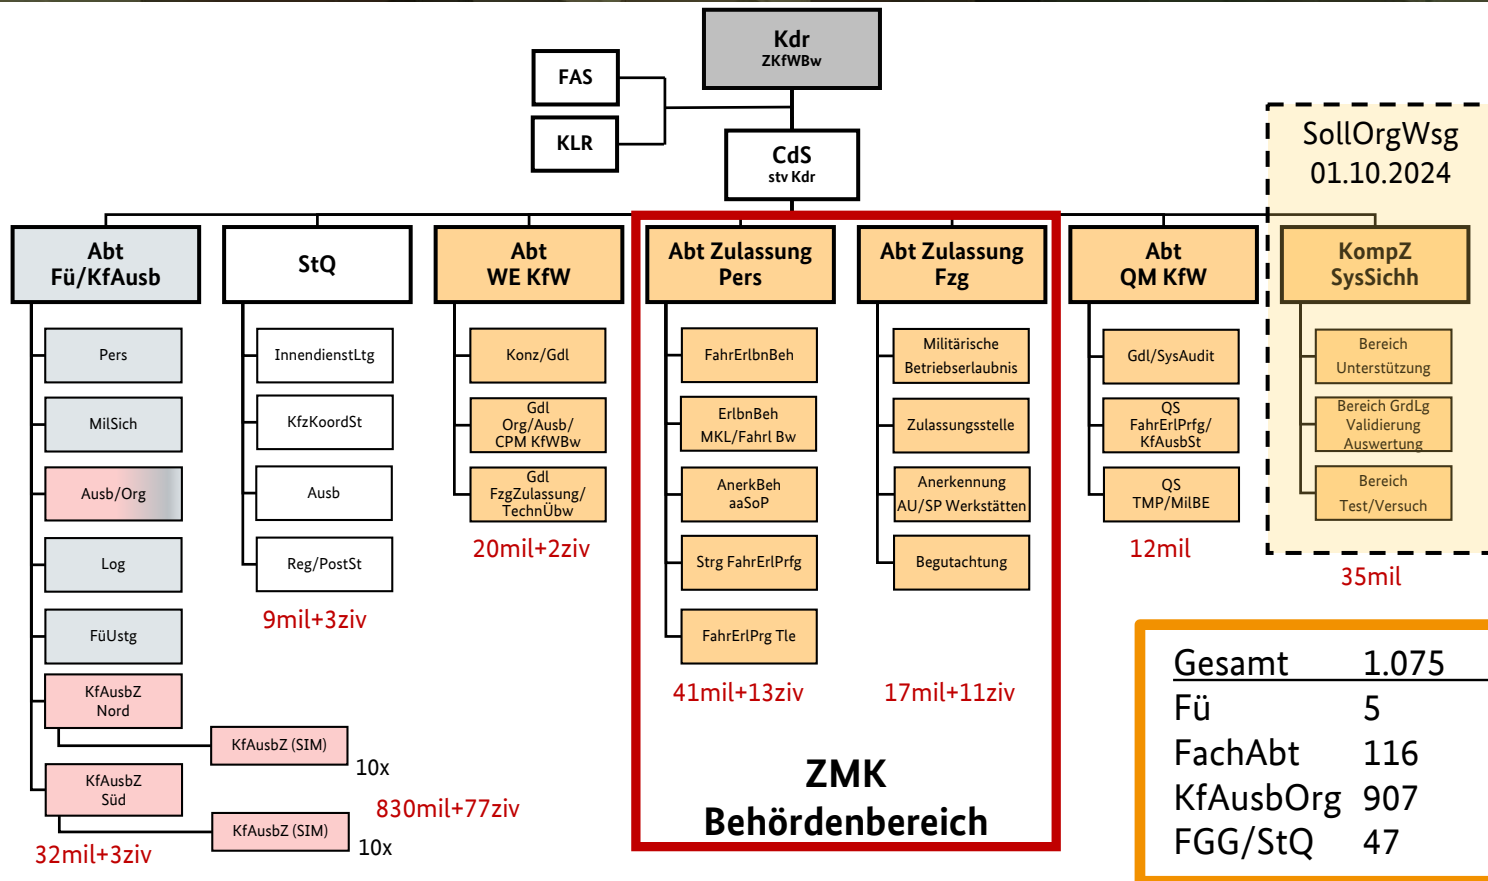 Kdr
ZKfWBw
FAS
KLR
CdS
stv Kdr
SollOrgWsg
01.10.2024
Abt
Fü/KfAusb
StQ
Abt
WE KfW
Abt Zulassung
Pers
Abt Zulassung
Fzg
Abt
QM KfW
KompZ
SysSichh
Pers
MilSich
Ausb/Org
Log
FüUstg
KfAusbZ
Nord
KfAusbZ (SIM)
10x
KfAusbZ
Süd
KfAusbZ (SIM)
10x
830mil+77ziv
32mil+3ziv
InnendienstLtg
KfzKoordSt
Ausb
Reg/PostSt
9mil+3ziv
Konz/Gdl
Gdl
Org/Ausb/
CPM KfWBw
Gdl
FzgZulassung/
TechnÜbw
20mil+2ziv
FahrErlbnBeh
ErlbnBeh
MKL/Fahrl Bw
AnerkBeh
aaSoP
Strg FahrErlPrfg
FahrErlPrg Tle
41mil+13ziv
Militärische
Betriebserlaubnis
Zulassungsstelle
Anerkennung
AU/SP Werkstätten
Begutachtung
17mil+11ziv
ZMK
Behördenbereich
Gdl/SysAudit
QS
FahrErlPrfg/
KfAusbSt
QS
TMP/MilBE
12mil
Bereich
Unterstützung
Bereich GrdLg
Validierung
Auswertung
Bereich
Test/Versuch
35mil
Gesamt 1.075
Fü 5
FachAbt 116
KfAusbOrg 907
FGG/StQ 47